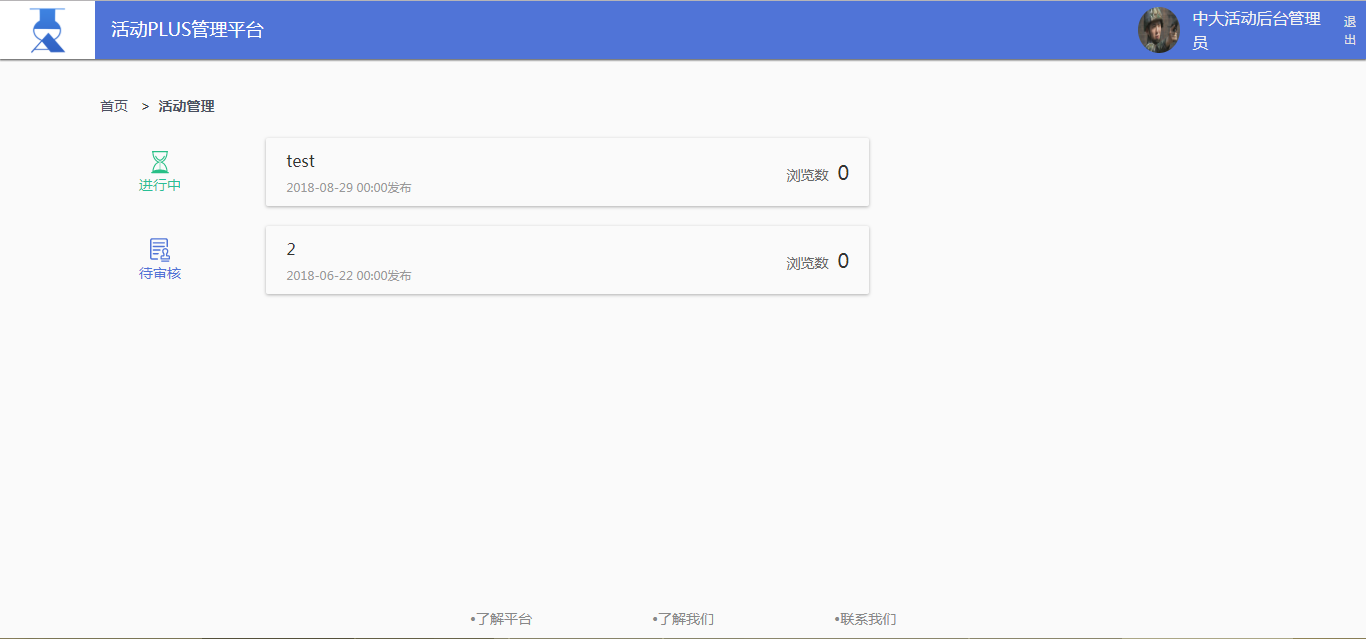 活动PLUS管理平台
中大活动后台管理
员
退
出
首页 > 活动管理
进行中
test
2018-08-29 00:00发布
浏览数 0
待审核
2
2018-06-22 00:00发布
浏览数 0
•了解平台 •了解我们 •联系我们